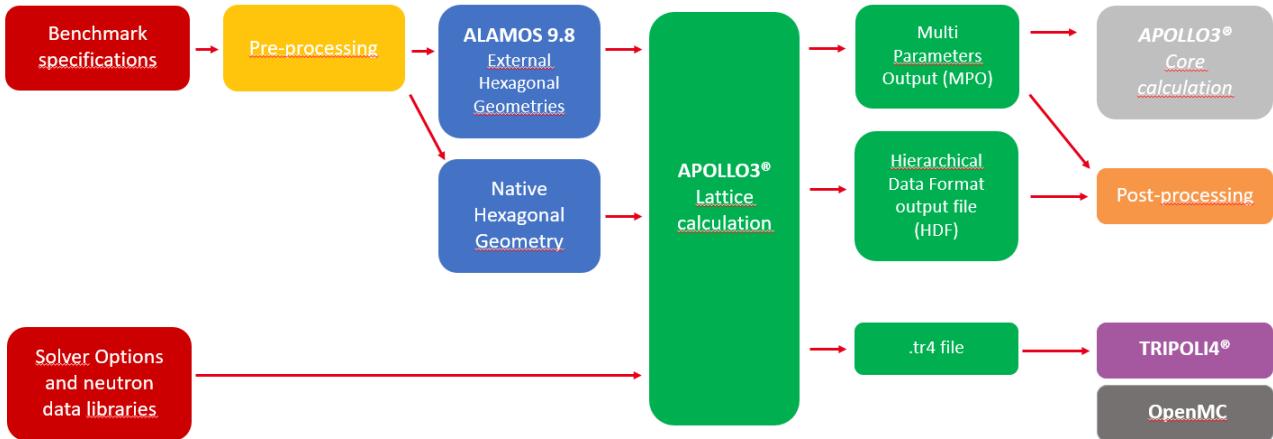 Benchmark
specifications
Pre-processing
ALAMOS 9.8
External
Hexagonal
Geometries
Native
Hexagonal
Geometry
Solver Options
and neutron
data libraries
APOLLO3®
Lattice
calculation
Multi
Parameters
Output (MPO)
Hierarchical
Data Format
output file
(HDF)
.tr4 file
APOLLO3®
Core
calculation
Post-processing
TRIPOLI4®
OpenMC